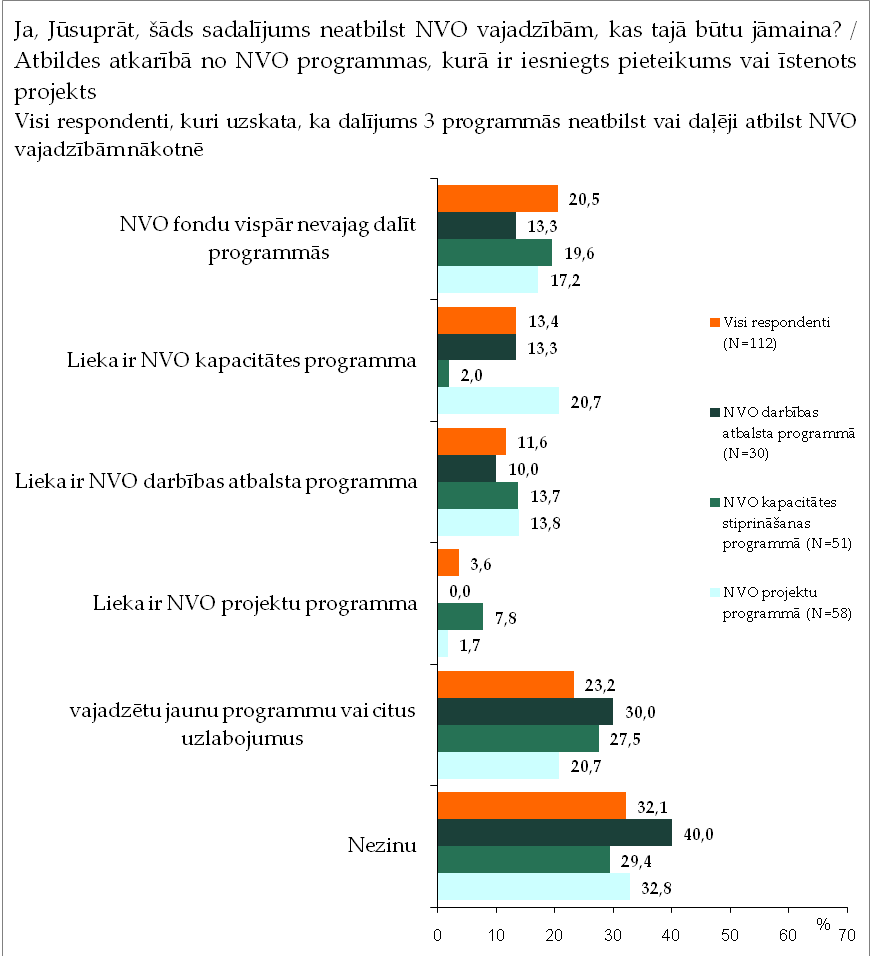 Ja, Jūsuprāt, šāds sadalījums neatbilst NVO vajadzībām, kas tajā būtu jāmaina? /
Atbildes atkarībā no NVO programmas, kurā ir iesniegts pieteikums vai īstenots
projekts
Visi respondenti, kuri uzskata, ka dalījums 3 programmās neatbilst vai daļēji atbilst NVO
vajadzībām nākotnē
NVO fondu vispār nevajag dalīt
programmās
20,5
13,3
19,6
17,2
Lieka ir NVO kapacitātes programma
13,4
13,3
2,0
20,7
Lieka ir NVO darbības atbalsta programma
11,6
10,0
13,7
13,8
Lieka ir NVO projektu programma
3,6
0,0
7,8
1,7
vajadzētu jaunu programmu vai citus
uzlabojumus
23,2
30,0
27,5
20,7
Nezinu
32,1
40,0
29,4
32,8
Visi respondenti
(N=112)
NVO darbības
atbalsta programmā
(N=30)
NVO kapacitātes
stiprināšanas
programmā (N=51)
NVO projektu
programmā (N=58)
%
0 10 20 30 40 50 60 70